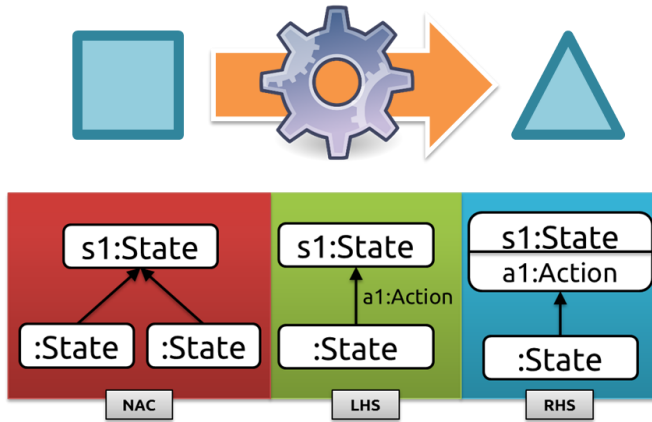 s1:State
:State
:State
NAC
s1:State
a1:Action
:State
LHS
s1:State
a1:Action
:State
RHS